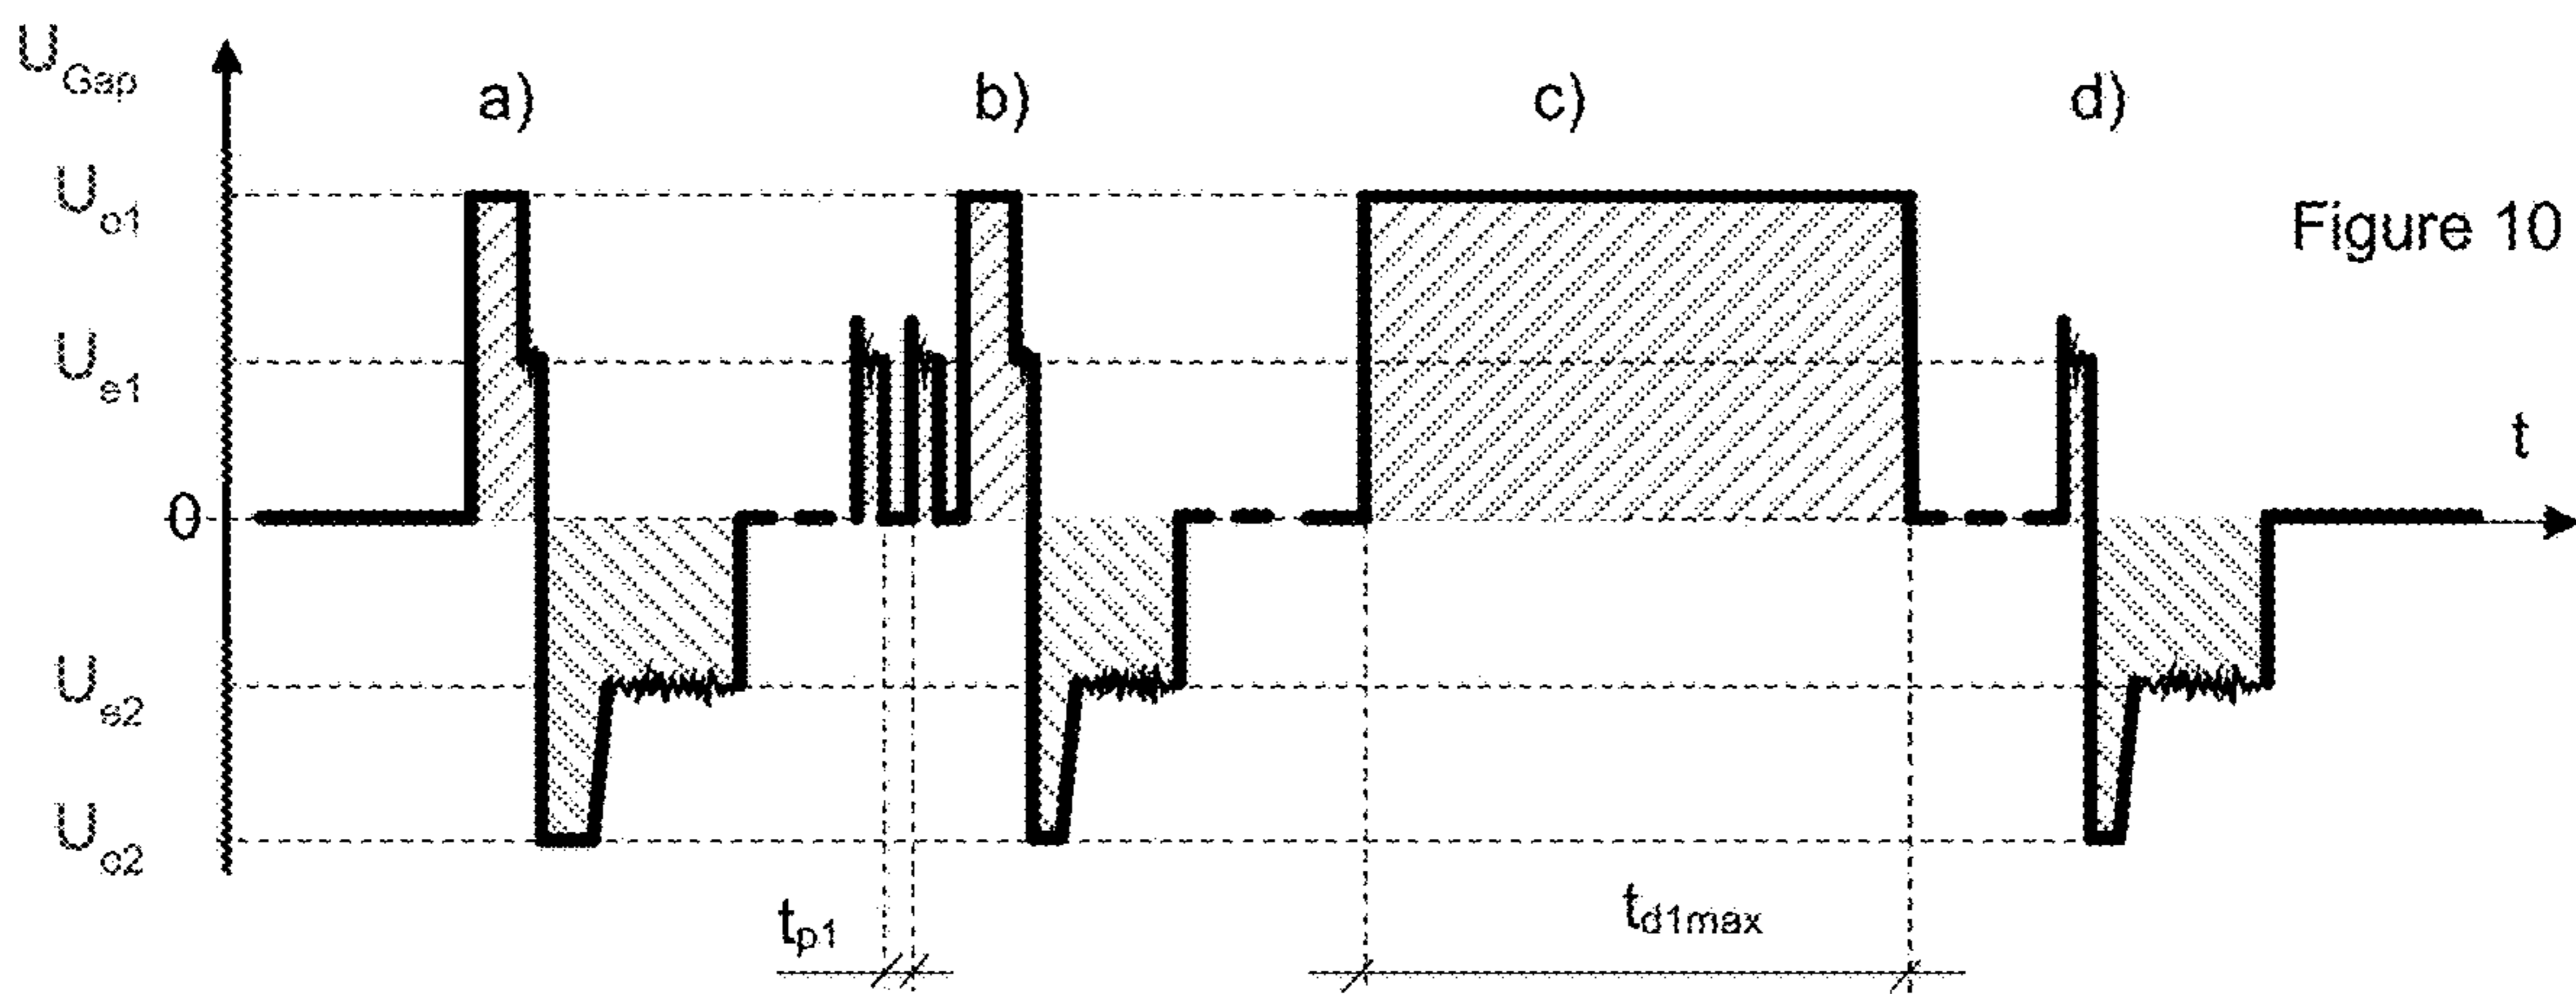 U_Gap
a)
b)
c)
d)
U_o1
Figure 10
U_e1
t
0
U_e2
U_o2
t_p1
t_d1max